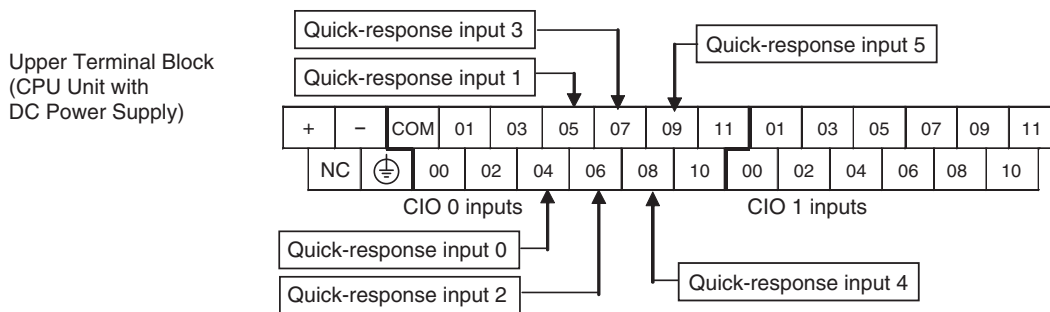 Quick-response input 3
Quick-response input 5
Upper Terminal Block
(CPU Unit with
DC Power Supply)
Quick-response input 1
+ – COM 01 03 05 07 09 11 01 03 05 07 09 11
NC 00 02 04 06 08 10 00 02 04 06 08 10
CIO 0 inputs CIO 1 inputs
Quick-response input 0
Quick-response input 2
Quick-response input 4